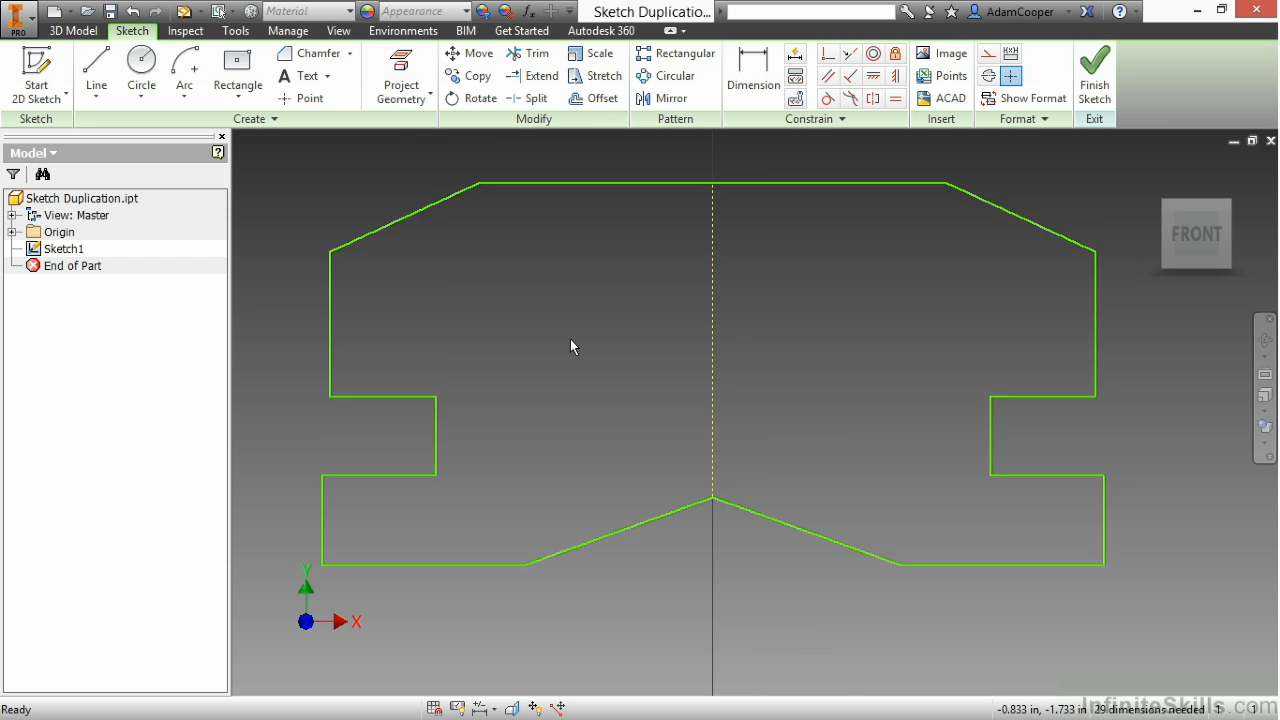 Material
Appearance
Sketch Duplicatio...
AdamCooper
PRO
3D Model
Sketch
Inspect
Tools
Manage
View
Environments
BIM
Get Started
Autodesk 360
Start
2D Sketch
Line
Circle
Arc
Rectangle
Chamfer
Text
Point
Project
Geometry
Move
Copy
Rotate
Trim
Extend
Split
Scale
Stretch
Offset
Rectangular
Circular
Mirror
Dimension
Image
Points
ACAD
Show Format
Finish
Sketch
Sketch
Create
Modify
Pattern
Constrain
Insert
Format
Exit
Model
Sketch Duplication.ipt
View: Master
Origin
Sketch1
End of Part
FRONT
Y
X
Ready
-0.833 in, -1.733 in
29 dimensions needed
1
1
InfiniteSkills.com